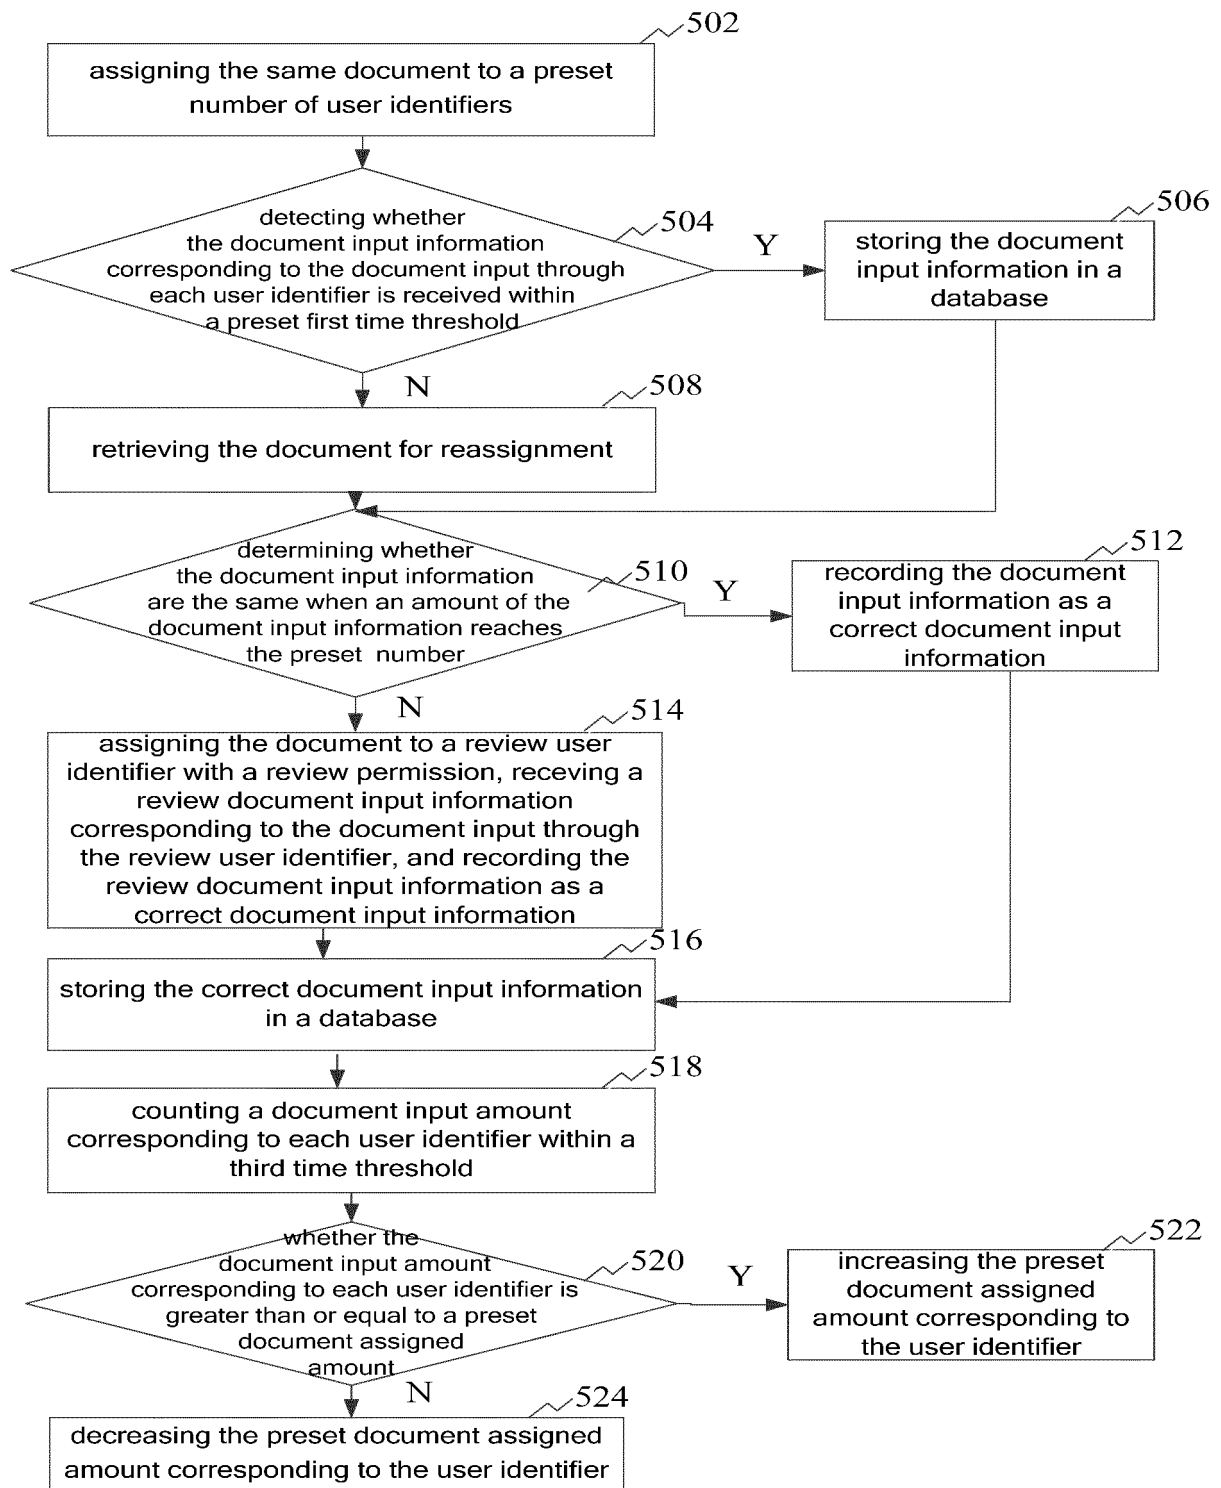 502
assigning the same document to a preset
number of user identifiers
detecting whether
the document input information
corresponding to the document input through
each user identifier is received within
a preset first time threshold
504
Y
506
storing the document
input information in a
database
N
508
retrieving the document for reassignment
determining whether
the document input information
are the same when an amount of the
document input information reaches
the preset number
510
Y
512
recording the document
input information as a
correct document input
information
N
514
assigning the document to a review user
identifier with a review permission, receving a
review document input information
corresponding to the document input through
the review user identifier, and recording the
review document input information as a
correct document input information
516
storing the correct document input information
in a database
518
counting a document input amount
corresponding to each user identifier within a
third time threshold
whether the
document input amount
corresponding to each user identifier is
greater than or equal to a preset
document assigned
amount
520
Y
522
increasing the preset
document assigned
amount corresponding to
the user identifier
N
524
decreasing the preset document assigned
amount corresponding to the user identifier